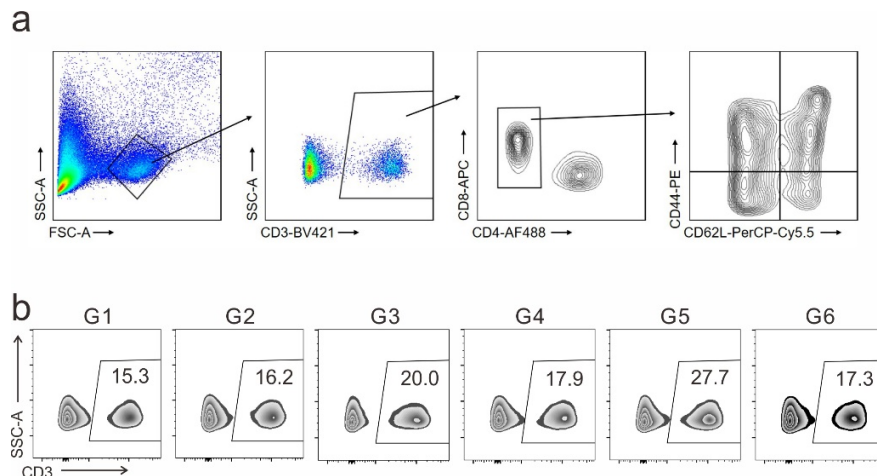 a
SSC-A
FSC-A
SSC-A
CD3-BV421
CD8-APC
CD4-AF488
CD44-PE
CD62L-PerCP-Cy5.5
b
G1 G2 G3 G4 G5 G6
15.3 16.2 20.0 17.9 27.7 17.3
SSC-A
CD3